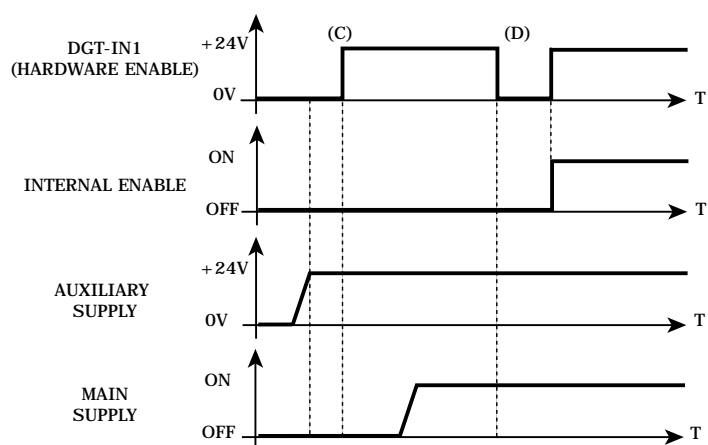 DGT-IN1
(HARDWARE ENABLE)
+24V
0V
(C)
(D)
T
INTERNAL ENABLE
ON
OFF
T
AUXILIARY
SUPPLY
+24V
0V
T
MAIN
SUPPLY
ON
OFF
T